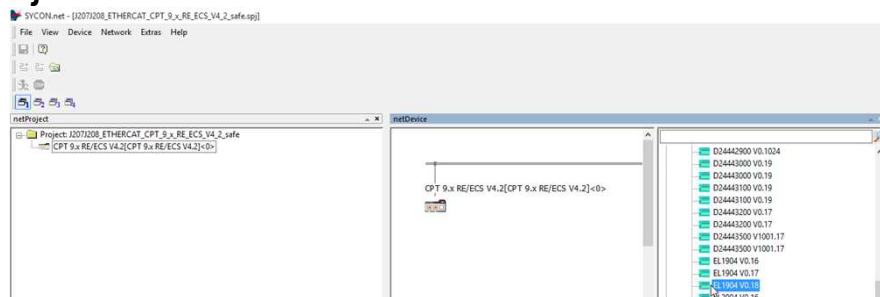 SYCON.net - [J207J208_ETHERCAT_CPT_9_x_RE_ECS_V4_2_safe.spj]
File View Device Network Extras Help
netProject
Project: J207J208_ETHERCAT_CPT_9_x_RE_ECS_V4_2_safe
CPT 9.x RE/ECS V4.2[CPT 9.x RE/ECS V4.2]<0>
netDevice
CPT 9.x RE/ECS V4.2[CPT 9.x RE/ECS V4.2]<0>
D24442900 V0.1024
D24443000 V0.19
D24443000 V0.19
D24443100 V0.19
D24443100 V0.19
D24443200 V0.17
D24443200 V0.17
D24443500 V1001.17
D24443500 V1001.17
EL1904 V0.16
EL1904 V0.17
EL1904 V0.18